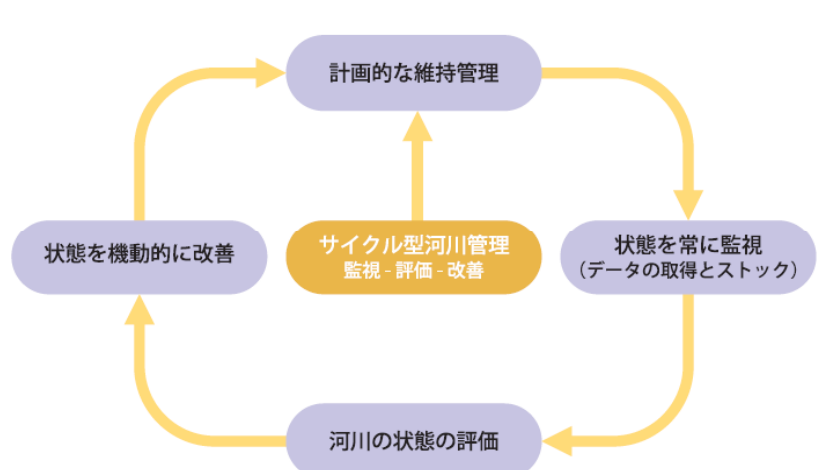 計画的な維持管理
状態を機動的に改善
サイクル型河川管理
監視 - 評価 - 改善
状態を常に監視
（データの取得とストック）
河川の状態の評価